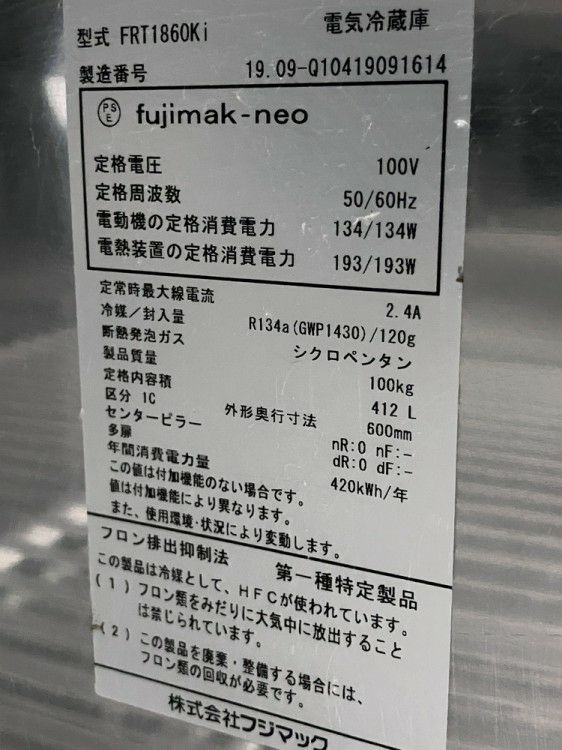 型式 FRT1860Ki 電気冷蔵庫
製造番号 19.09-Q10419091614
PSE fujimak-neo
定格電圧 100V
定格周波数 50/60Hz
電動機の定格消費電力 134/134W
電熱装置の定格消費電力 193/193W
定常時最大線電流 2.4A
冷媒/封入量 R134a(GWP1430)/120g
断熱発泡ガス シクロペンタン
製品質量 100kg
定格内容積 412 L
区分 IC 外形奥行寸法 600mm
センターピラー nR:0 nF:-
多扉 dR:0 dF:-
年間消費電力量 420kWh/年
この値は付加機能のない場合です。
値は付加機能により異なります。
また、使用環境・状況により変動します。
フロン排出抑制法 第一種特定製品
この製品は冷媒として、HFCが使われています。
(1)フロン類をみだりに大気中に放出すること
は禁じられています。
(2)この製品を廃棄・整備する場合には、
フロン類の回収が必要です。
株式会社フジマック